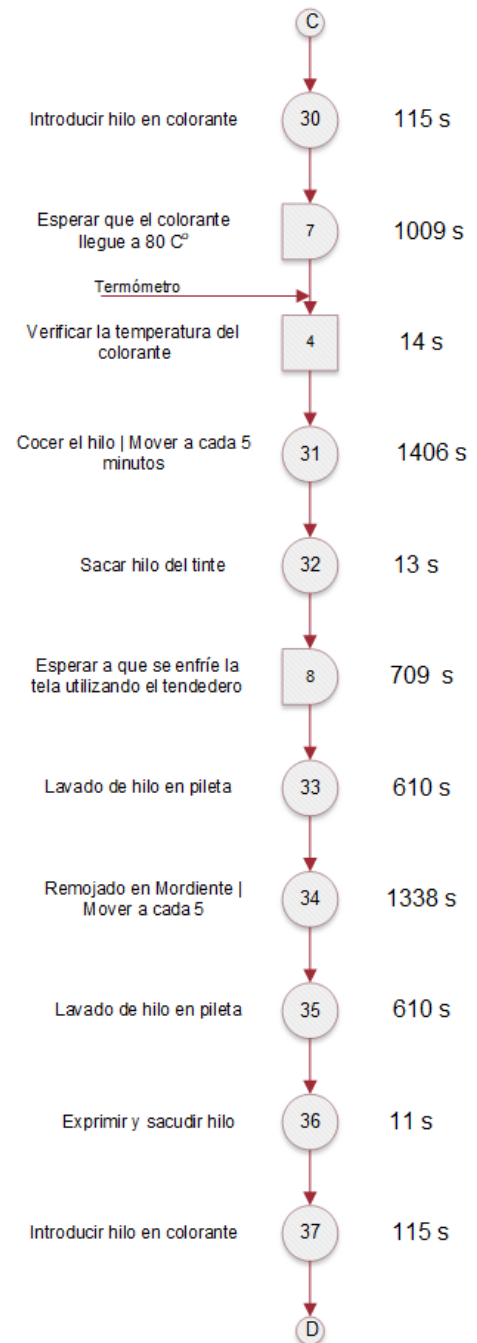 C
Introducir hilo en colorante
30
115 s
Esperar que el colorante
llegue a 80 Cº
7
1009 s
Termómetro
Verificar la temperatura del
colorante
4
14 s
Cocer el hilo | Mover a cada 5
minutos
31
1406 s
Sacar hilo del tinte
32
13 s
Esperar a que se enfríe la
tela utilizando el tendedero
8
709 s
Lavado de hilo en pileta
33
610 s
Remojado en Mordiente |
Mover a cada 5
34
1338 s
Lavado de hilo en pileta
35
610 s
Exprimir y sacudir hilo
36
11 s
Introducir hilo en colorante
37
115 s
D